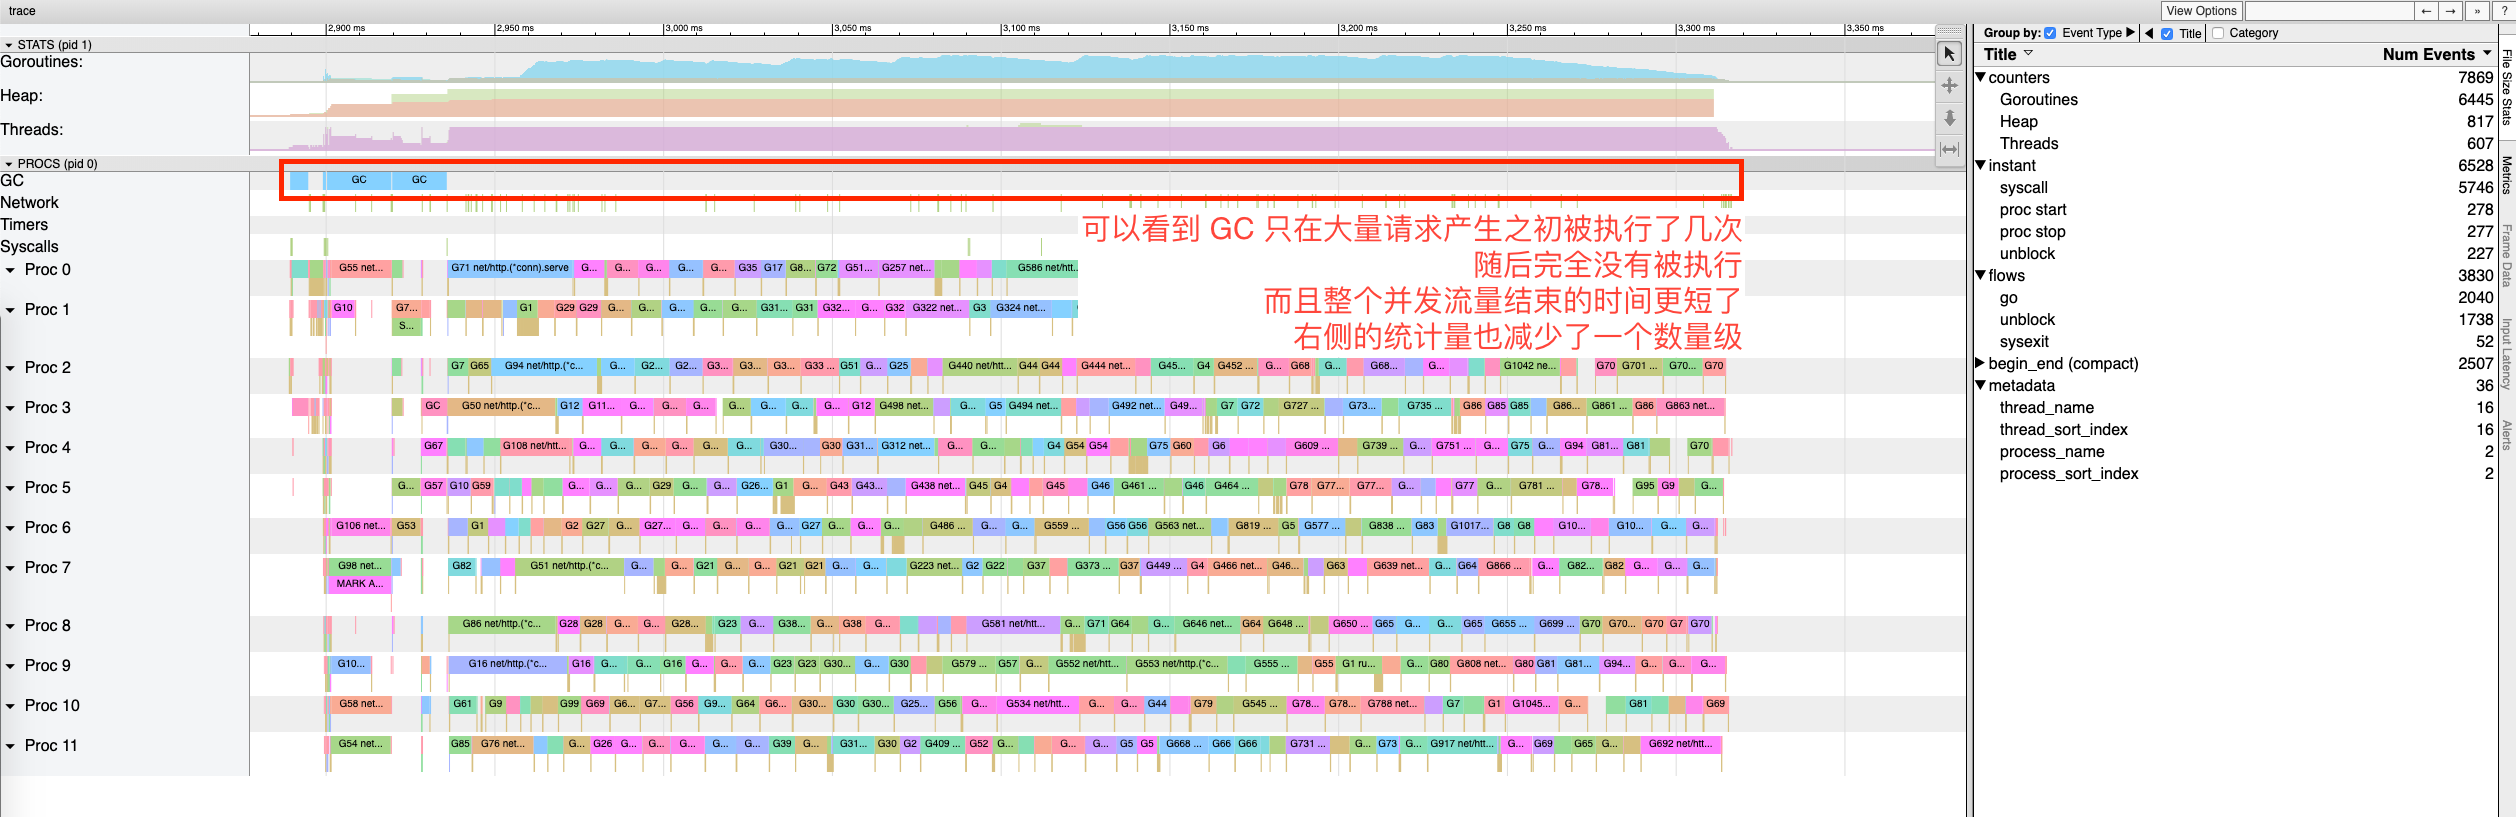 trace
View Options
← → » ?
2,900 ms 2,950 ms 3,000 ms 3,050 ms 3,100 ms 3,150 ms 3,200 ms 3,250 ms 3,300 ms 3,350 ms
STATS (pid 1)
Goroutines:
Heap:
Threads:
PROCS (pid 0)
GC GC GC
Network
Timers
Syscalls
可以看到 GC 只在大量请求产生之初被执行了几次
随后完全没有被执行
而且整个并发流量结束的时间更短了
右侧的统计量也减少了一个数量级
Proc 0 G55 net... G71 net/http.(*conn).serve G... G... G... G... G... G35 G17 G8... G72 G51... G257 net... G586 net/htt..
Proc 1 G10 G7... G1 G29 G29 G... G... G... G... G... G31... G31 G32... G... G32 G322 net... G3 G324 net...
S...
Proc 2 G7 G65 G94 net/http.(*c... G... G2... G2... G3... G3... G3... G33 ... G51 G... G25 G440 net/htt... G44 G44 G444 net... G45... G4 G452 ... G... G68 G... G68... G... G1042 ne... G70 G701 ... G70... G70
Proc 3 GC G50 net/http.(*c... G12 G11... G... G... G... G... G... G... G... G12 G498 net... G... G5 G494 net... G492 net... G49... G7 G72 G727 ... G73... G735 ... G86 G85 G85 G86... G861 ... G86 G863 net...
Proc 4 G67 G108 net/htt... G... G... G... G... G... G... G30... G30 G31... G312 net... G... G... G4 G54 G54 G75 G60 G6 G609 ... G739 ... G... G751 ... G... G75 G... G94 G81... G81 G70
Proc 5 G... G57 G10 G59 G... G... G... G29 G... G... G26... G1 G... G43 G43... G438 net... G45 G4 G45 G46 G461 ... G46 G464 ... G78 G77... G77... G... G77 G... G781 ... G78... G95 G9 G...
Proc 6 G106 net... G53 G1 G2 G27 G... G27... G... G... G... G... G27 G... G... G... G486 ... G... G... G559 ... G56 G56 G563 net... G819 ... G5 G577 ... G838 ... G83 G1017... G8 G8 G10... G10... G... G...
Proc 7 G98 net... G82 G51 net/http.(*c... G... G... G21 G... G... G21 G21 G... G... G223 net... G2 G22 G37 G373 ... G37 G449 ... G4 G466 net... G46... G63 G639 net... G... G64 G866 ... G... G82... G82 G... G... G...
MARK A...
Proc 8 G86 net/http.(*c... G28 G28 G... G... G28... G23 G... G38... G... G38 G... G581 net/htt... G... G71 G64 G... G646 net... G64 G648 ... G650 ... G65 G... G... G65 G655 ... G699 ... G70 G70... G70 G7 G70
Proc 9 G10... G16 net/http.(*c... G16 G... G... G16 G... G... G... G23 G23 G30... G... G30 G579 ... G57 G... G552 net/htt... G553 net/http.(*c... G555 ... G55 G1 ru... G... G80 G808 net... G80 G81 G81... G94... G... G... G...
Proc 10 G58 net... G61 G9 G99 G69 G6... G7... G56 G9... G64 G6... G30... G30 G30... G25... G56 G... G534 net/htt... G... G... G44 G79 G545 ... G78... G78... G788 net... G7 G1 G1045... G... G81 G69
Proc 11 G54 net... G85 G76 net... G... G26 G... G... G... G... G... G39 G... G31... G30 G2 G409 ... G52 G... G... G... G5 G5 G668 ... G66 G66 G731 ... G... G73 G... G917 net/htt... G... G69 G65 G... G692 net/htt...
Group by: Event Type Title Category
Title Num Events
counters 7869
Goroutines 6445
Heap 817
Threads 607
instant 6528
syscall 5746
proc start 278
proc stop 277
unblock 227
flows 3830
go 2040
unblock 1738
sysexit 52
begin_end (compact) 2507
metadata 36
thread_name 16
thread_sort_index 16
process_name 2
process_sort_index 2
File Size Stats
Metrics
Frame Data
Input Latency
Alerts